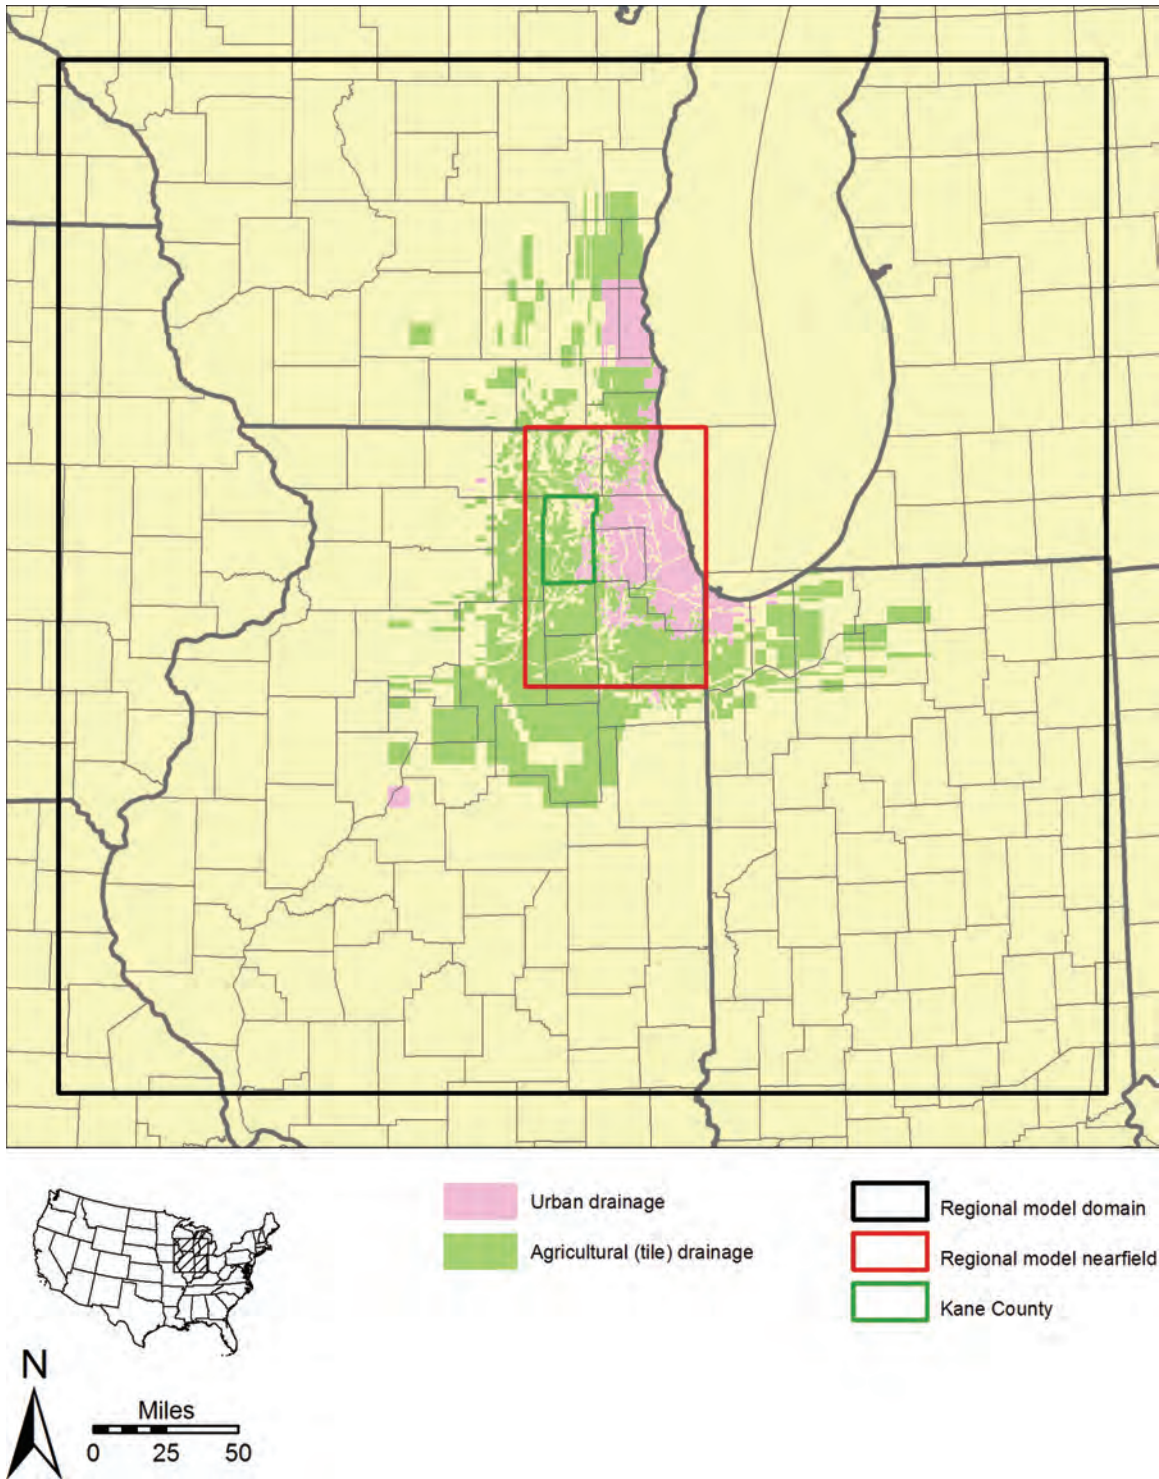 Urban drainage
Agricultural (tile) drainage
Regional model domain
Regional model nearfield
Kane County
N
Miles
0 25 50